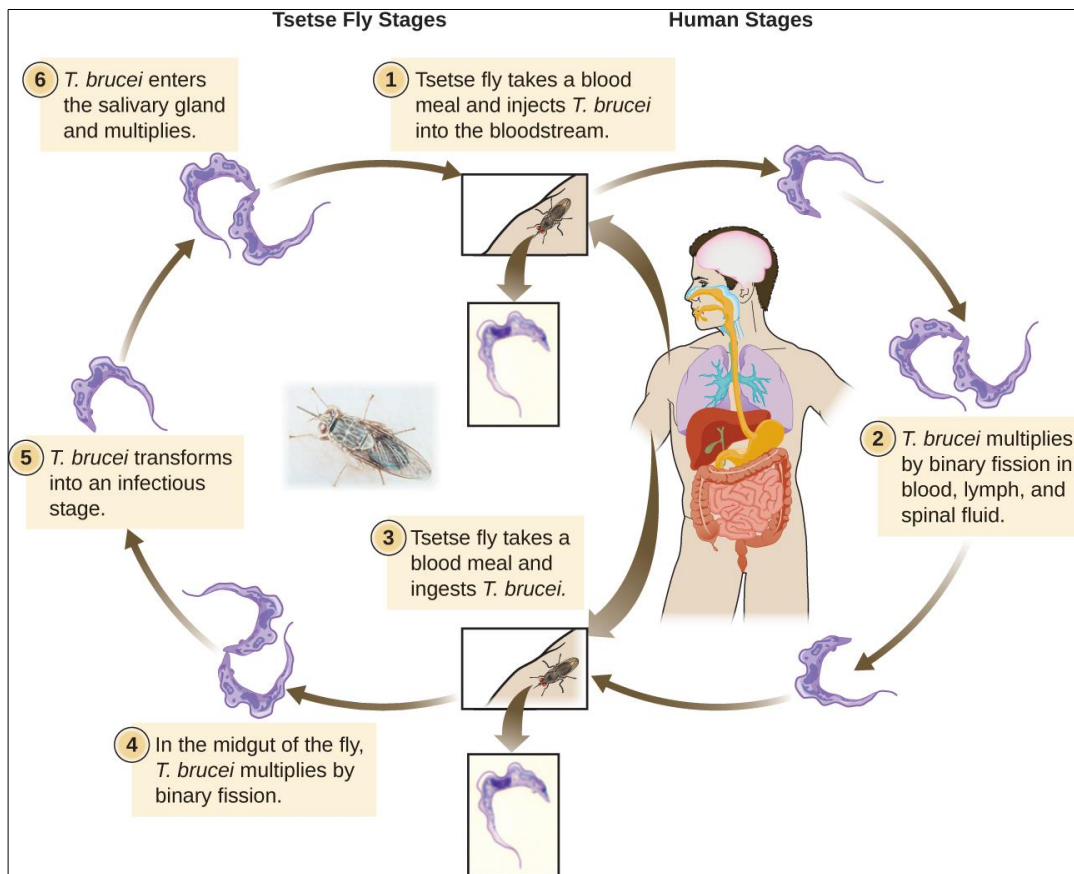 Tsetse Fly Stages
Human Stages
1
Tsetse fly takes a blood
meal and injects T. brucei
into the bloodstream.
2
T. brucei multiplies
by binary fission in
blood, lymph, and
spinal fluid.
3
Tsetse fly takes a
blood meal and
ingests T. brucei.
4
In the midgut of the fly,
T. brucei multiplies by
binary fission.
5
T. brucei transforms
into an infectious
stage.
6
T. brucei enters
the salivary gland
and multiplies.